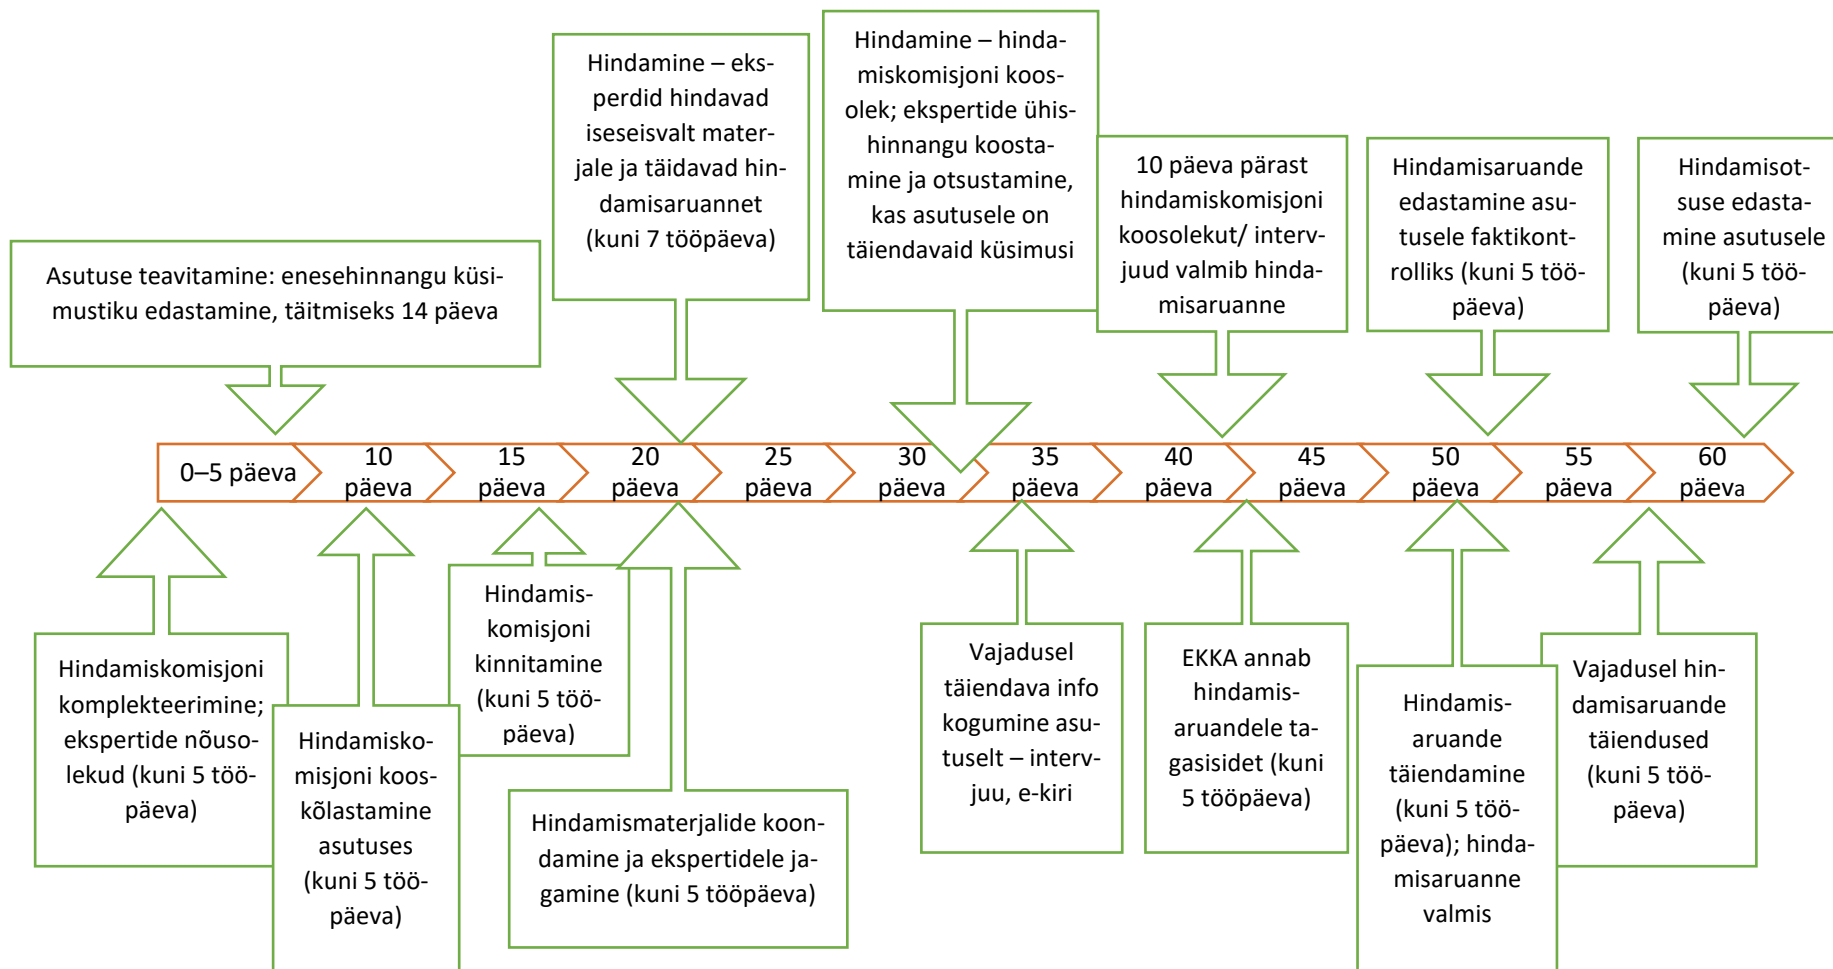 Asutuse teavitamine: enesehinnangu küsi-
mustiku edastamine, täitmiseks 14 päeva
Hindamine – eks-
perdid hindavad
iseseisvalt mater-
jale ja täidavad hin-
damisaruannet
(kuni 7 tööpäeva)
Hindamine – hinda-
miskomisjoni koos-
olek; ekspertide ühis-
hinnangu koosta-
mine ja otsustamine,
kas asutusele on
täiendavaid küsimusi
10 päeva pärast
hindamiskomisjoni
koosolekut/ interv-
juud valmib hinda-
misaruanne
Hindamisaruande
edastamine asu-
tusele faktikont-
rolliks (kuni 5 töö-
päeva)
Hindamisot-
suse edasta-
mine asutusele
(kuni 5 töö-
päeva)
0–5 päeva
10
päeva
15
päeva
20
päeva
25
päeva
30
päeva
35
päeva
40
päeva
45
päeva
50
päeva
55
päeva
60
päeva
Hindamiskomisjoni
komplekteerimine;
ekspertide nõuso-
lekud (kuni 5 töö-
päeva)
Hindamisko-
misjoni koos-
kõlastamine
asutuses
(kuni 5 töö-
päeva)
Hindamis-
komisjoni
kinnitamine
(kuni 5 töö-
päeva)
Hindamismaterjalide koon-
damine ja ekspertidele ja-
gamine (kuni 5 tööpäeva)
Vajadusel
täiendava info
kogumine asu-
tuselt – interv-
juu, e-kiri
EKKA annab
hindamis-
aruandele ta-
gasisidet (kuni
5 tööpäeva)
Hindamis-
aruande
täiendamine
(kuni 5 töö-
päeva); hinda-
misaruanne
valmis
Vajadusel hin-
damisaruande
täiendused
(kuni 5 töö-
päeva)